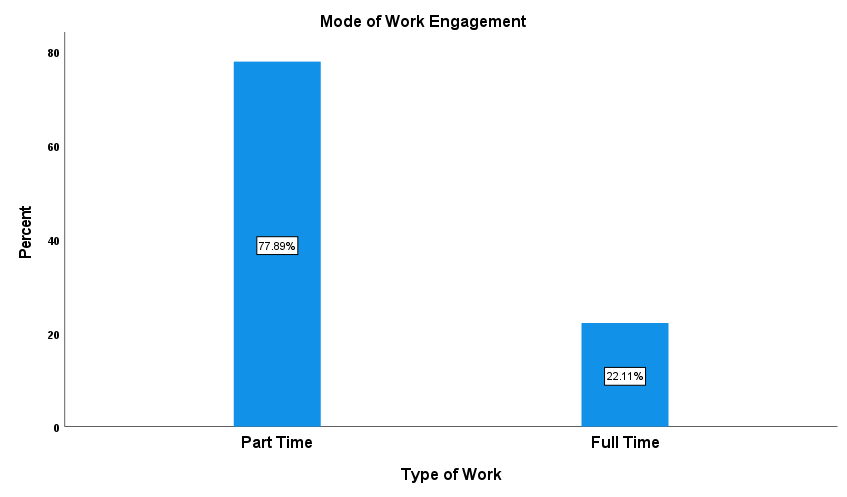 Mode of Work Engagement
80
60
40
20
0
Percent
77.89%
22.11%
Part Time
Full Time
Type of Work